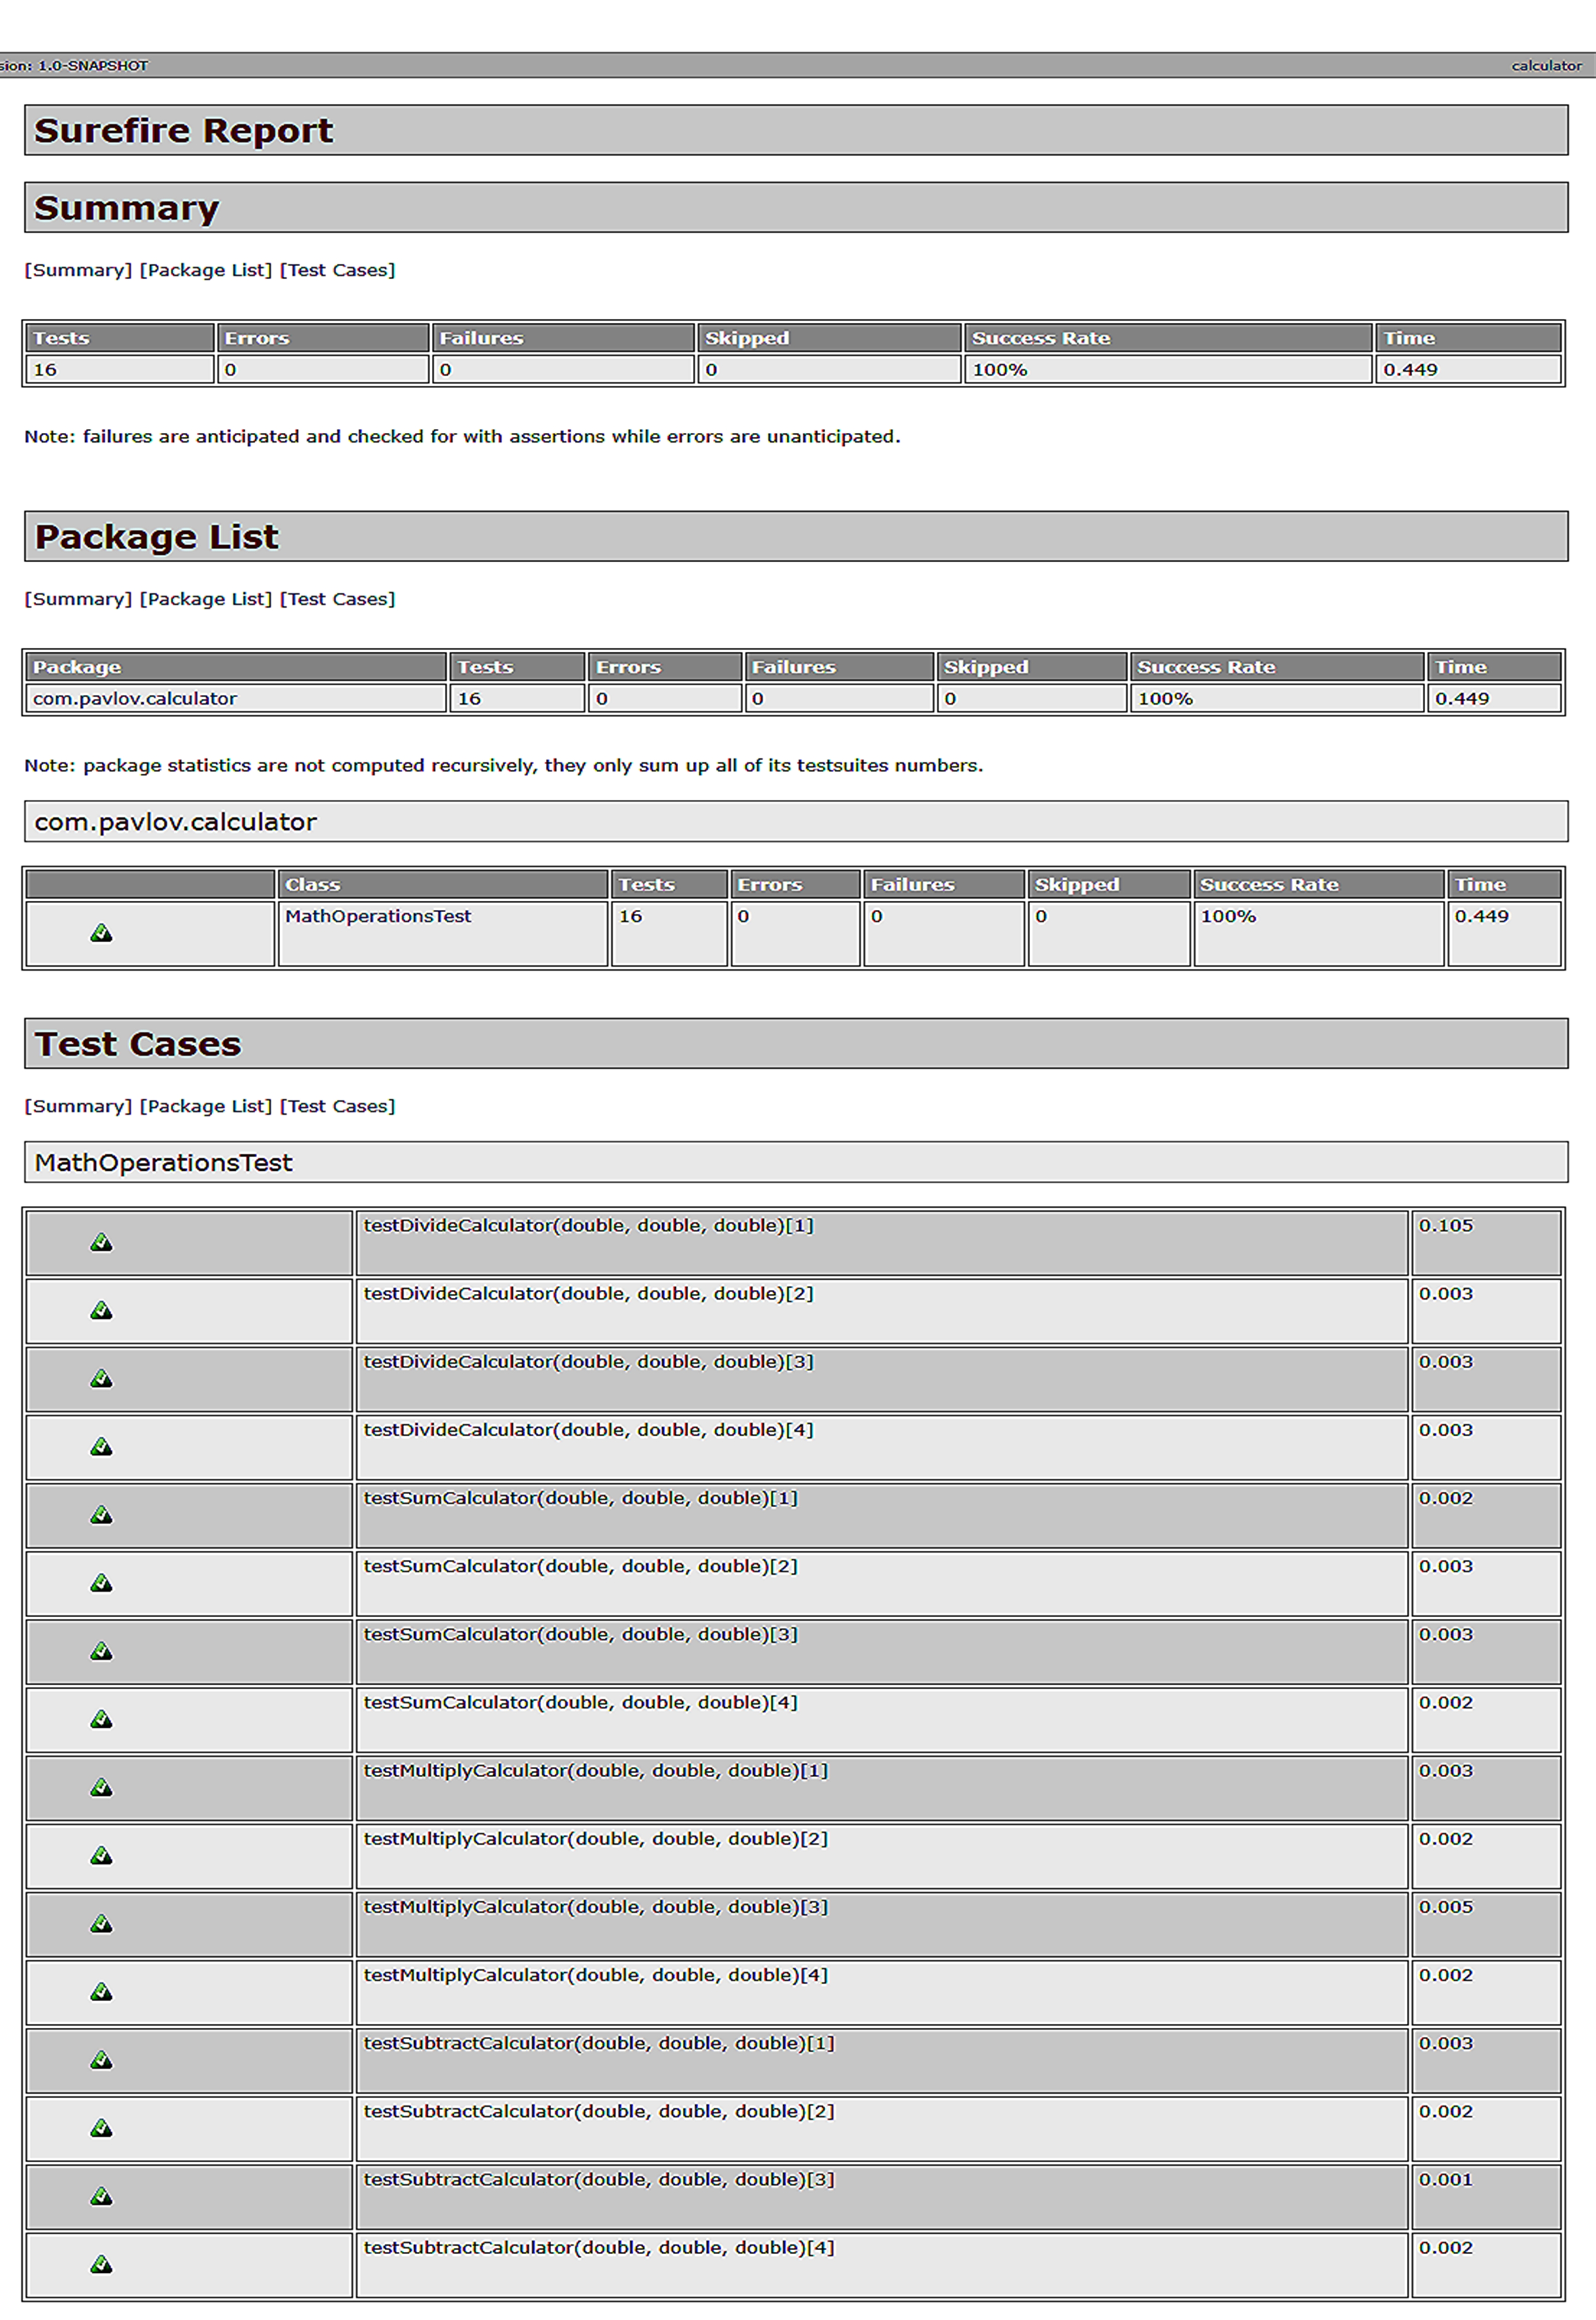 sion: 1.0-SNAPSHOT calculator
Surefire Report
Summary
[Summary] [Package List] [Test Cases]
Tests Errors Failures Skipped Success Rate Time
16 0 0 0 100% 0.449
Note: failures are anticipated and checked for with assertions while errors are unanticipated.
Package List
[Summary] [Package List] [Test Cases]
Package Tests Errors Failures Skipped Success Rate Time
com.pavlov.calculator 16 0 0 0 100% 0.449
Note: package statistics are not computed recursively, they only sum up all of its testsuites numbers.
com.pavlov.calculator
Class Tests Errors Failures Skipped Success Rate Time
MathOperationsTest 16 0 0 0 100% 0.449
Test Cases
[Summary] [Package List] [Test Cases]
MathOperationsTest
testDivideCalculator(double, double, double)[1] 0.105
testDivideCalculator(double, double, double)[2] 0.003
testDivideCalculator(double, double, double)[3] 0.003
testDivideCalculator(double, double, double)[4] 0.003
testSumCalculator(double, double, double)[1] 0.002
testSumCalculator(double, double, double)[2] 0.003
testSumCalculator(double, double, double)[3] 0.003
testSumCalculator(double, double, double)[4] 0.002
testMultiplyCalculator(double, double, double)[1] 0.003
testMultiplyCalculator(double, double, double)[2] 0.002
testMultiplyCalculator(double, double, double)[3] 0.005
testMultiplyCalculator(double, double, double)[4] 0.002
testSubtractCalculator(double, double, double)[1] 0.003
testSubtractCalculator(double, double, double)[2] 0.002
testSubtractCalculator(double, double, double)[3] 0.001
testSubtractCalculator(double, double, double)[4] 0.002